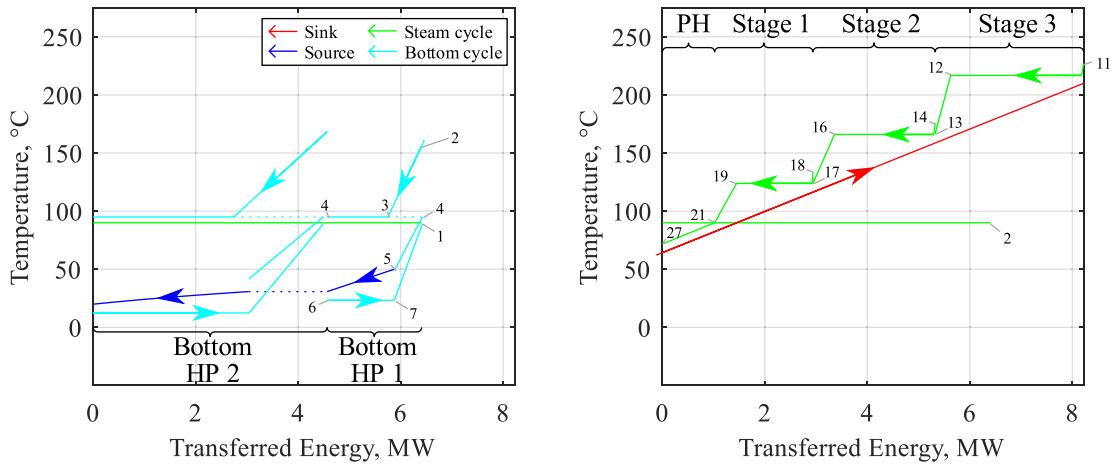 250
200
150
100
50
0
Temperature, °C
Sink
Steam cycle
Source
Bottom cycle
2
4
3
4
1
5
6
7
Bottom
HP 2
Bottom
HP 1
0
2
4
6
8
Transferred Energy, MW
PH
Stage 1
Stage 2
Stage 3
250
200
150
100
50
0
Temperature, °C
11
12
14
13
16
18
17
19
21
27
2
0
2
4
6
8
Transferred Energy, MW